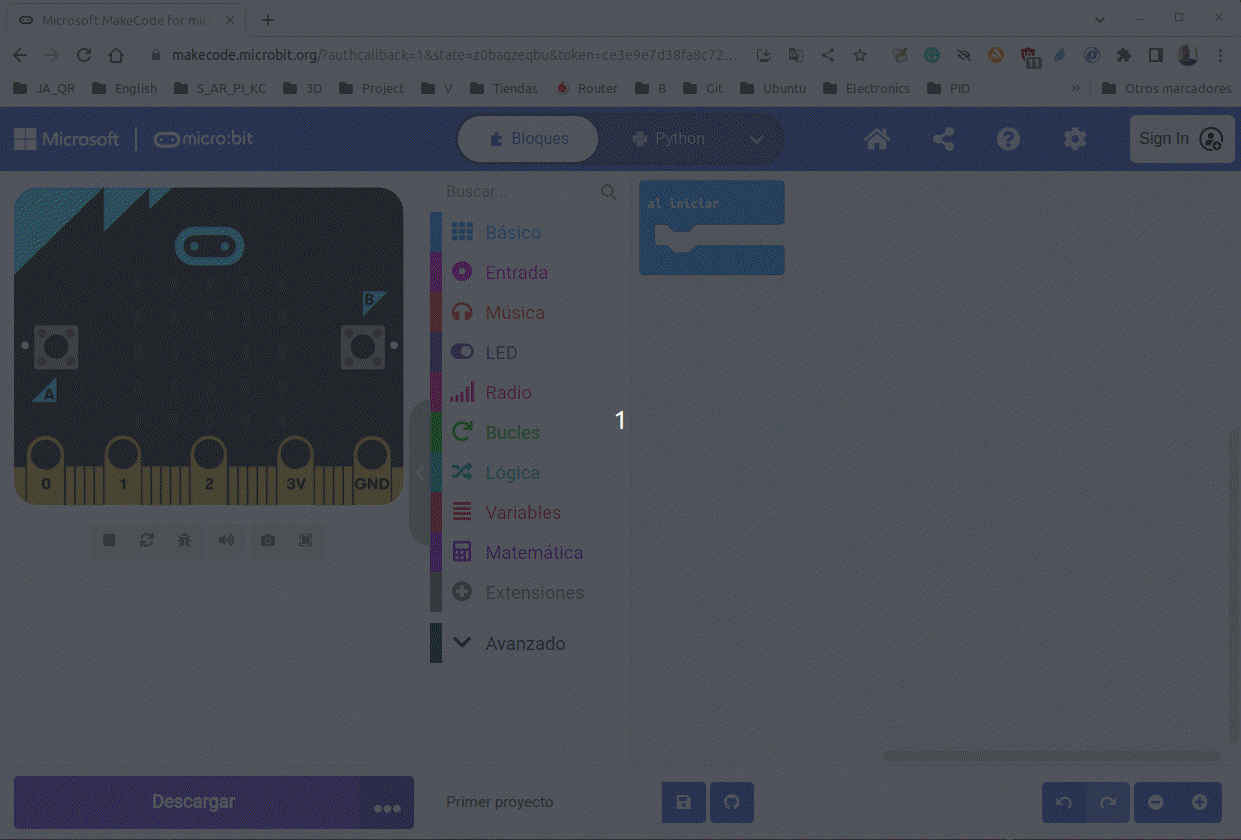 Microsoft MakeCode for mic
makecode.microbit.org/?authcallback=1&state=z0baqzeqbu&token=ce3e9e7d38fa8c72...
11
JA_QR English S_AR_PI_KC 3D Project V Tiendas Router B Git Ubuntu Electronics PID » Otros marcadores
Microsoft micro:bit Bloques Python Sign In
Buscar...
al iniciar
Básico
Entrada
Música
LED
Radio
Bucles
Lógica
Variables
Matemática
Extensiones
Avanzado
B
A
0 1 2 3V GND
1
Descargar
Primer proyecto